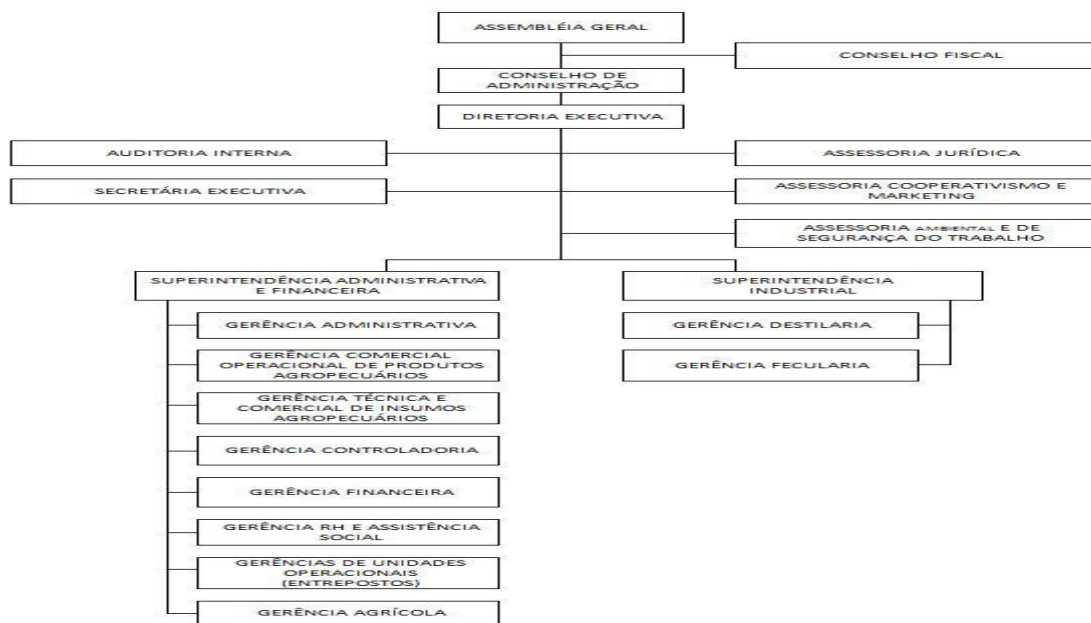 ASSEMBLÉIA GERAL
CONSELHO FISCAL
CONSELHO DE
ADMINISTRAÇÃO
DIRETORIA EXECUTIVA
AUDITORIA INTERNA
ASSESSORIA JURÍDICA
SECRETÁRIA EXECUTIVA
ASSESSORIA COOPERATIVISMO E
MARKETING
ASSESSORIA AMBIENTAL E DE
SEGURANÇA DO TRABALHO
SUPERINTENDÊNCIA ADMINISTRATIVA
E FINANCEIRA
GERÊNCIA ADMINISTRATIVA
GERÊNCIA COMERCIAL
OPERACIONAL DE PRODUTOS
AGROPECUÁRIOS
GERÊNCIA TÉCNICA E
COMERCIAL DE INSUMOS
AGROPECUÁRIOS
GERÊNCIA CONTROLADORIA
GERÊNCIA FINANCEIRA
GERÊNCIA RH E ASSISTÊNCIA
SOCIAL
GERÊNCIAS DE UNIDADES
OPERACIONAIS
(ENTREPOSTOS)
GERÊNCIA AGRÍCOLA
SUPERINTENDÊNCIA
INDUSTRIAL
GERÊNCIA DESTILARIA
GERÊNCIA FECULARIA